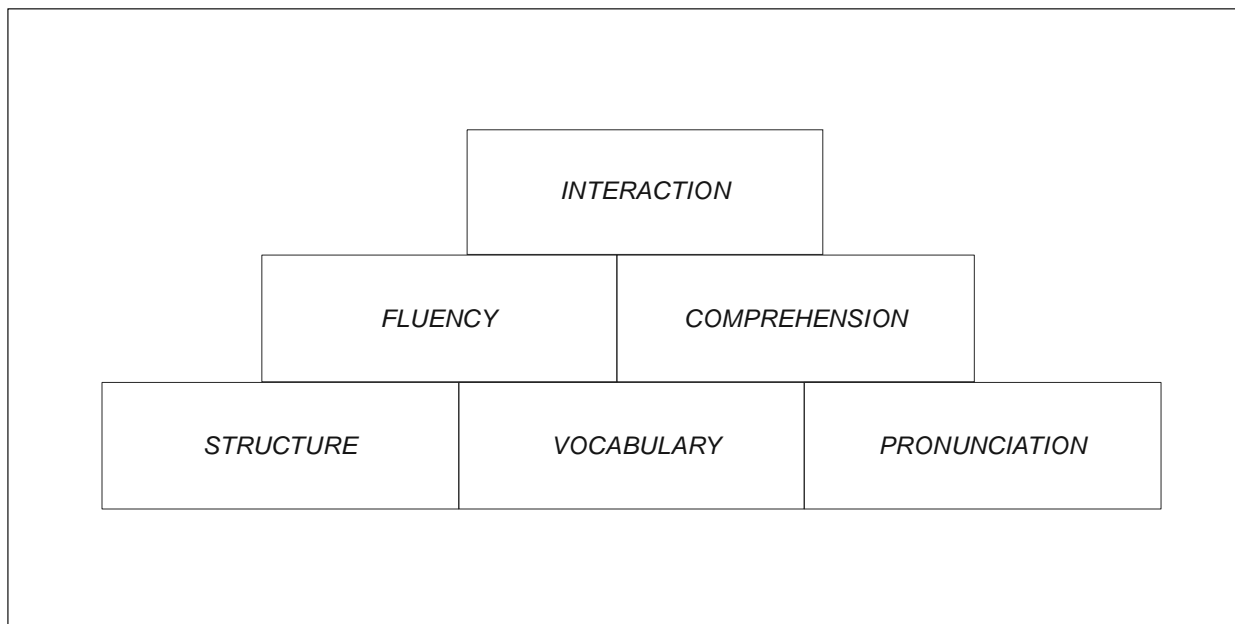 INTERACTION
FLUENCY COMPREHENSION
STRUCTURE VOCABULARY PRONUNCIATION